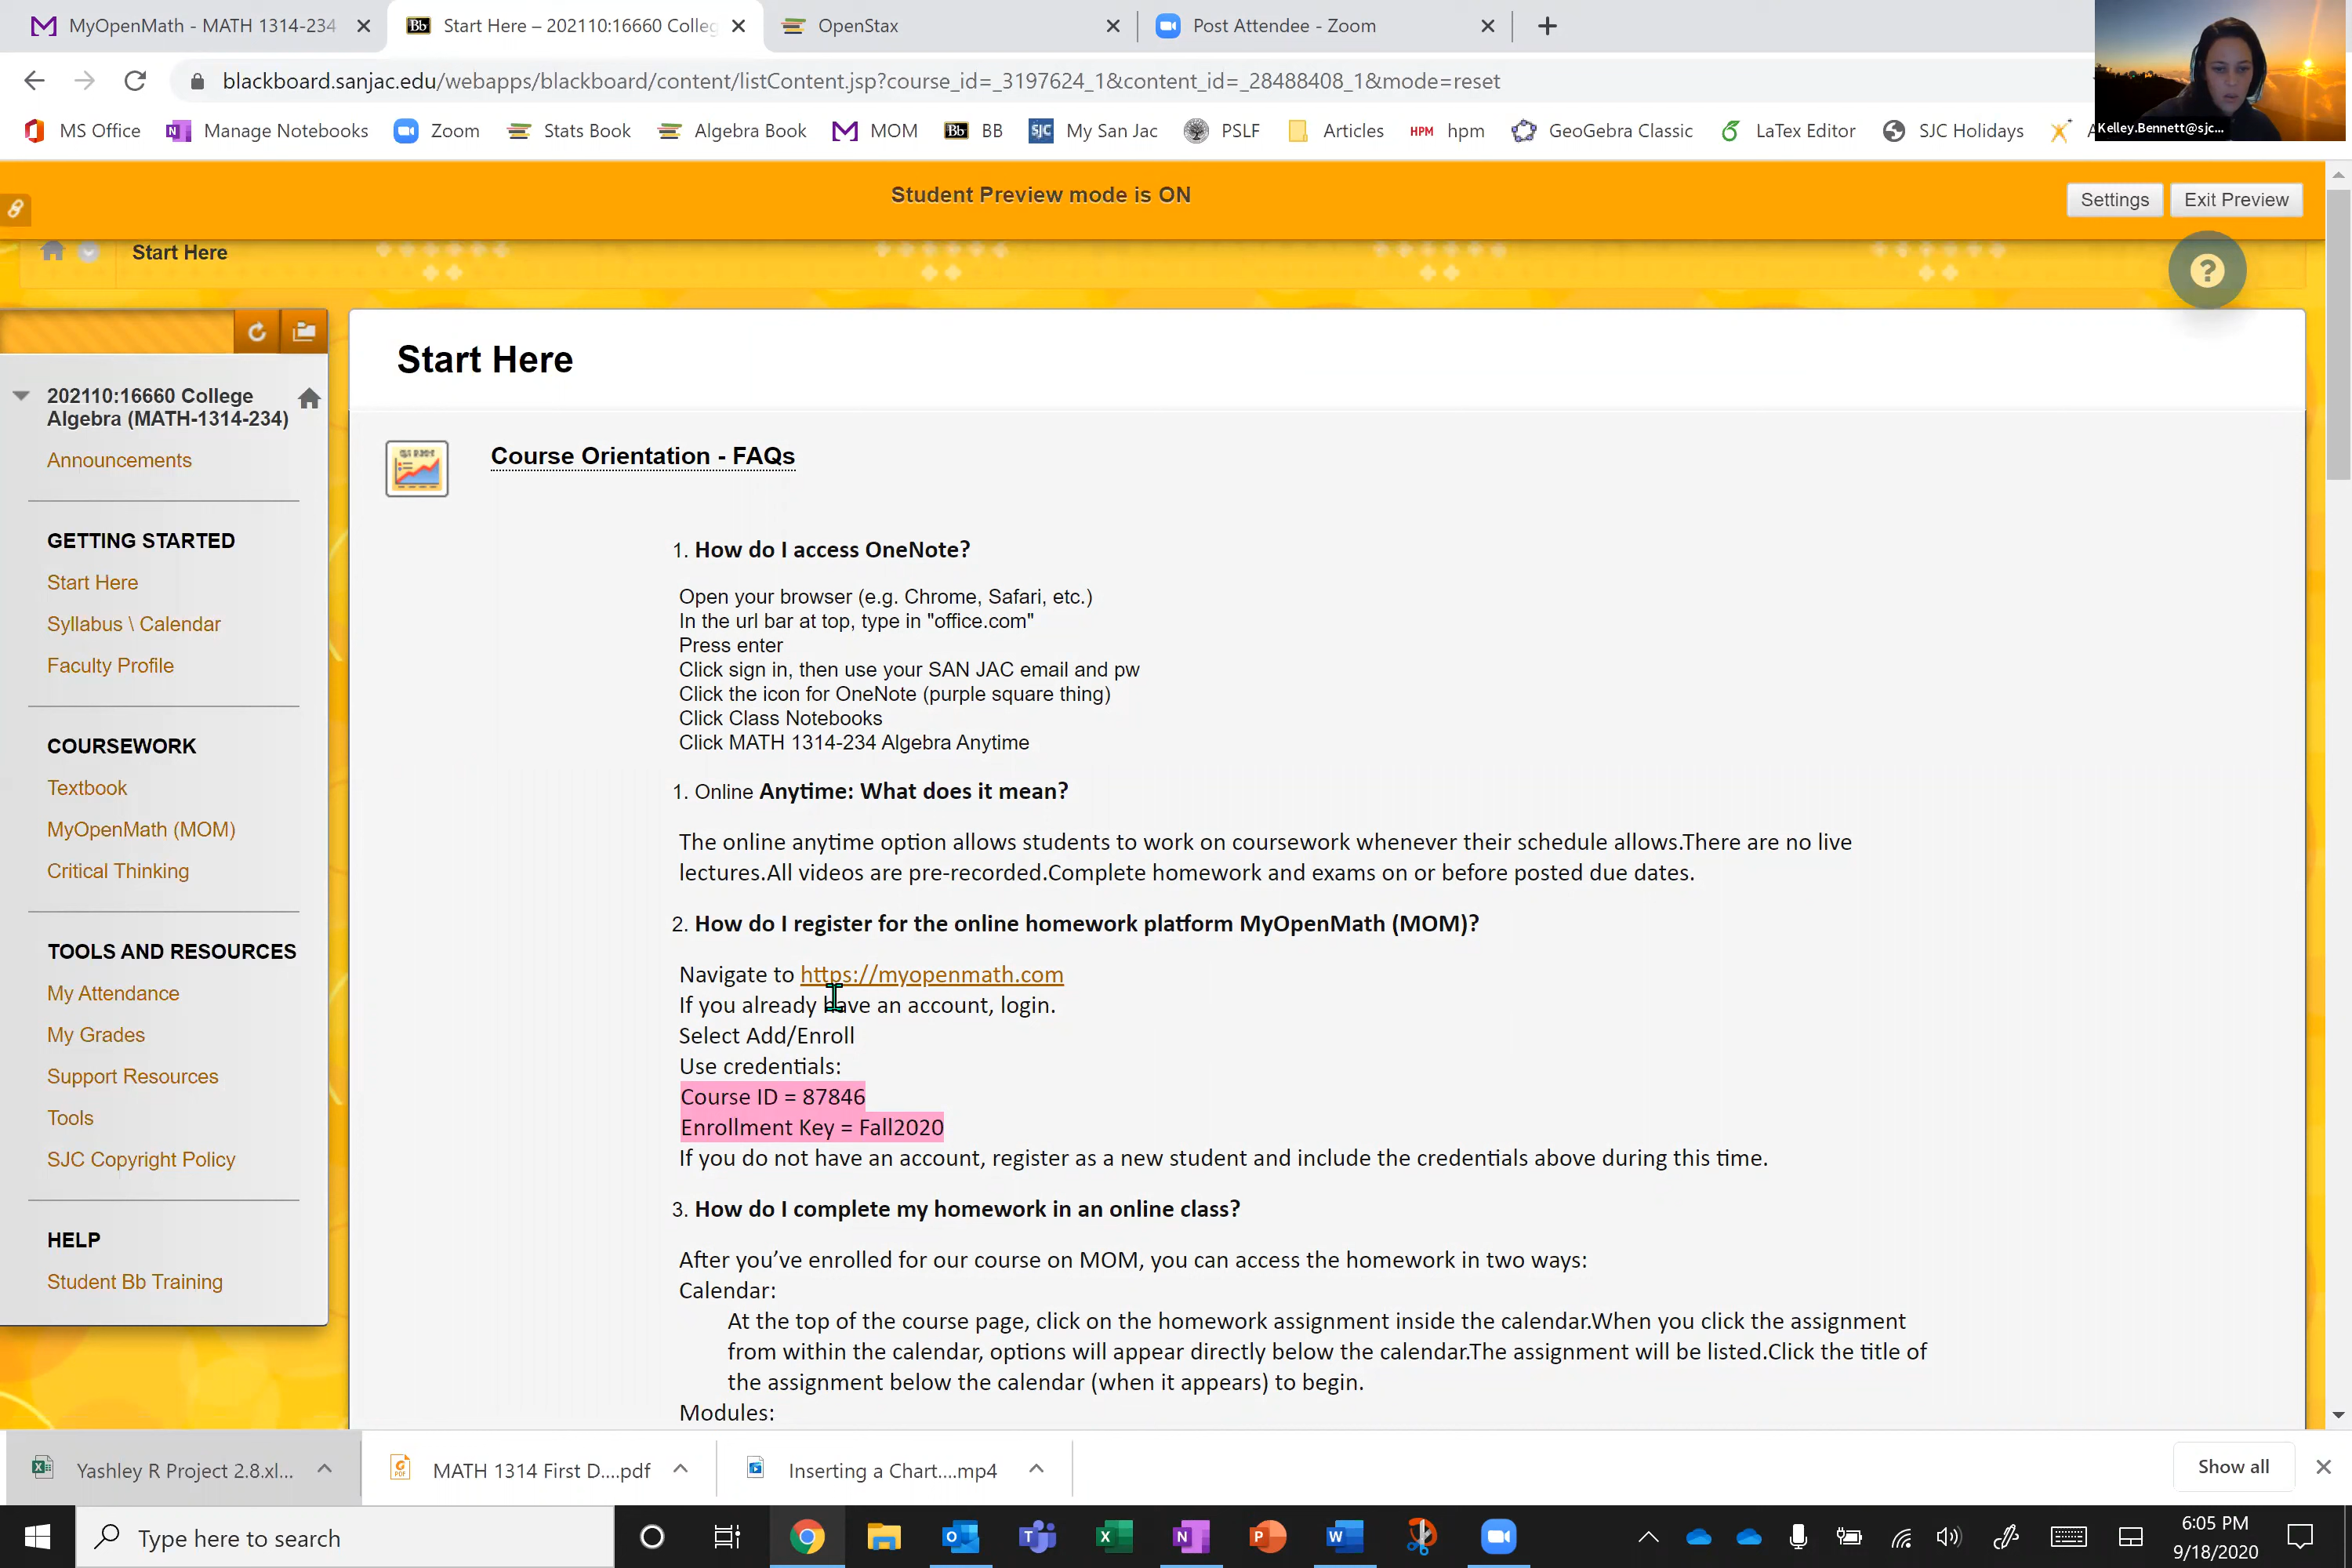 MyOpenMath - MATH 1314-234
Start Here – 202110:16660 Colleg
OpenStax
Post Attendee - Zoom
blackboard.sanjac.edu/webapps/blackboard/content/listContent.jsp?course_id=_3197624_1&content_id=_28488408_1&mode=reset
MS Office Manage Notebooks Zoom Stats Book Algebra Book MOM BB My San Jac PSLF Articles hpm GeoGebra Classic LaTex Editor SJC Holidays
Kelley.Bennett@sjc...
Student Preview mode is ON
Settings
Exit Preview
Start Here
202110:16660 College
Algebra (MATH-1314-234)
Announcements
GETTING STARTED
Start Here
Syllabus \ Calendar
Faculty Profile
COURSEWORK
Textbook
MyOpenMath (MOM)
Critical Thinking
TOOLS AND RESOURCES
My Attendance
My Grades
Support Resources
Tools
SJC Copyright Policy
HELP
Student Bb Training
Start Here
Course Orientation - FAQs
1. How do I access OneNote?
Open your browser (e.g. Chrome, Safari, etc.)
In the url bar at top, type in "office.com"
Press enter
Click sign in, then use your SAN JAC email and pw
Click the icon for OneNote (purple square thing)
Click Class Notebooks
Click MATH 1314-234 Algebra Anytime
1. Online Anytime: What does it mean?
The online anytime option allows students to work on coursework whenever their schedule allows.There are no live
lectures.All videos are pre-recorded.Complete homework and exams on or before posted due dates.
2. How do I register for the online homework platform MyOpenMath (MOM)?
Navigate to https://myopenmath.com
If you already have an account, login.
Select Add/Enroll
Use credentials:
Course ID = 87846
Enrollment Key = Fall2020
If you do not have an account, register as a new student and include the credentials above during this time.
3. How do I complete my homework in an online class?
After you’ve enrolled for our course on MOM, you can access the homework in two ways:
Calendar:
At the top of the course page, click on the homework assignment inside the calendar.When you click the assignment
from within the calendar, options will appear directly below the calendar.The assignment will be listed.Click the title of
the assignment below the calendar (when it appears) to begin.
Modules:
Yashley R Project 2.8.xl...
MATH 1314 First D....pdf
Inserting a Chart....mp4
Show all
Type here to search
6:05 PM
9/18/2020